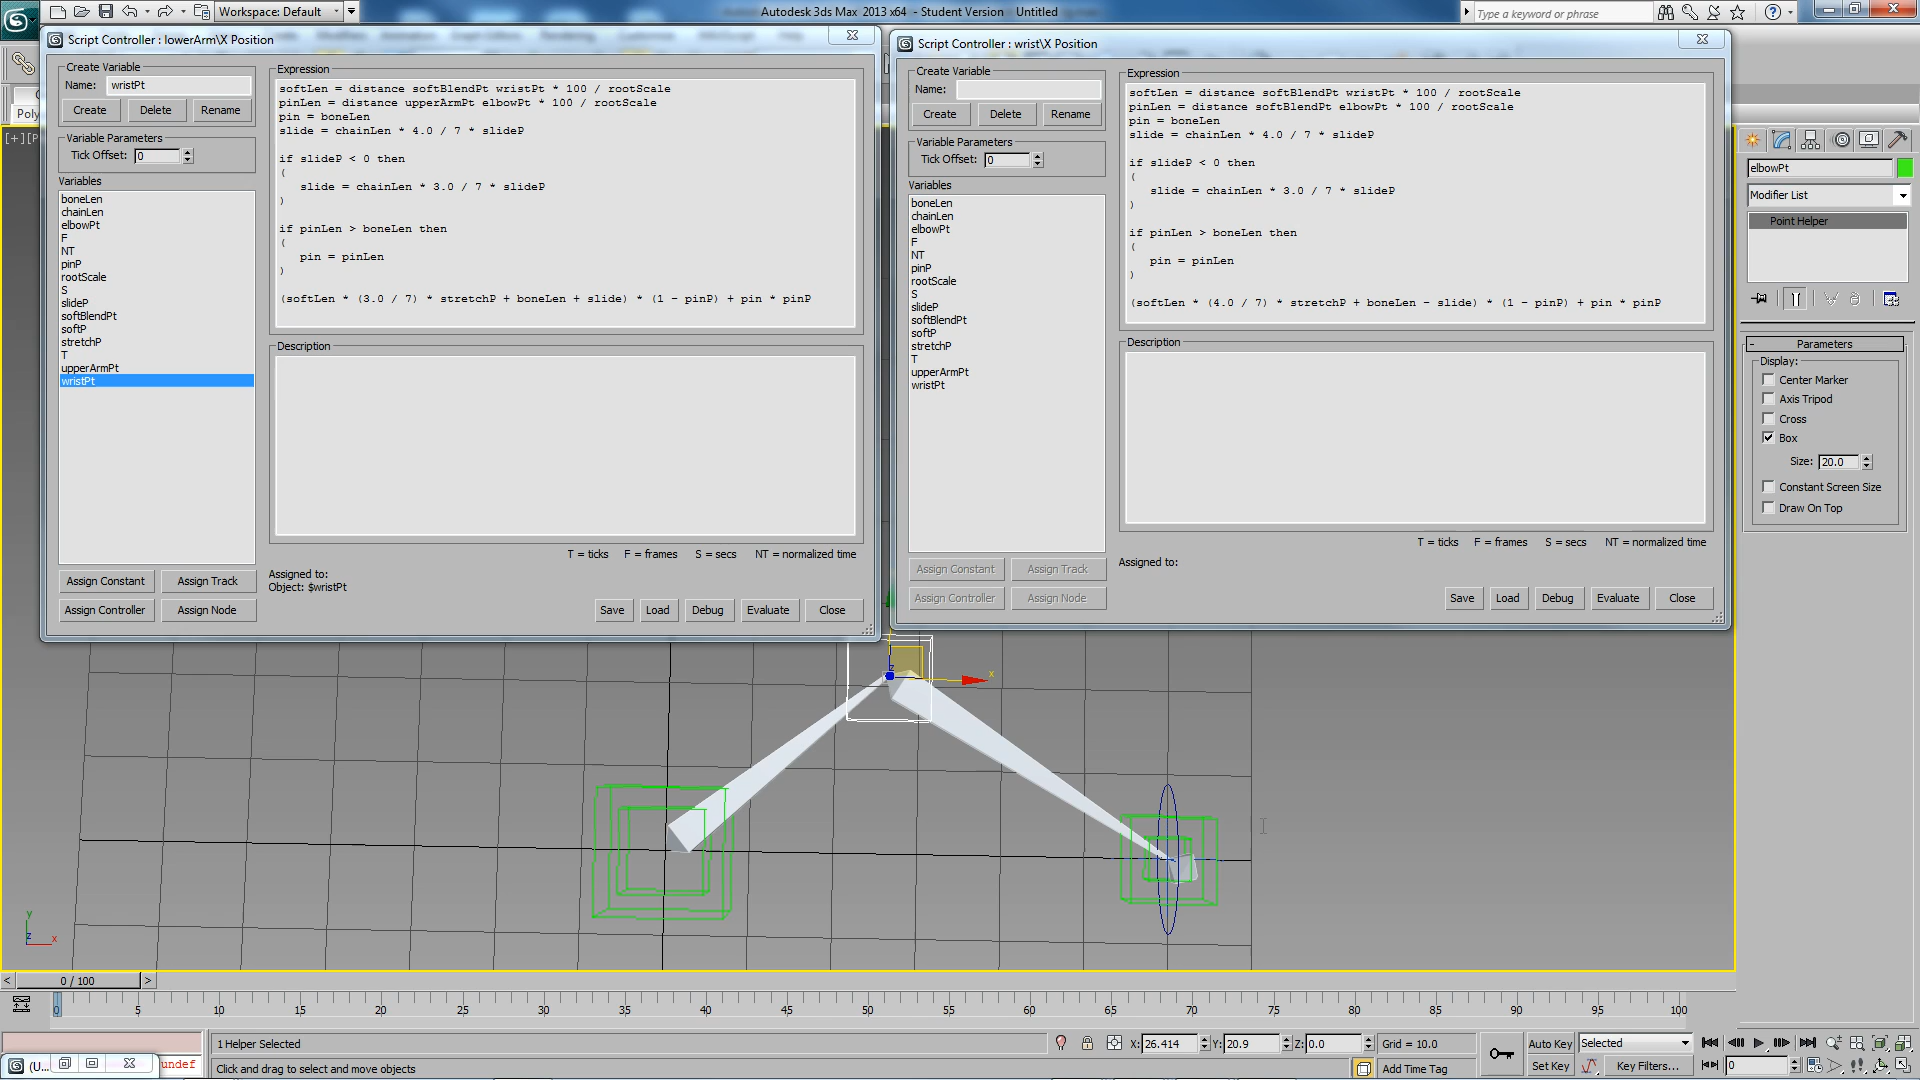 Workspace: Default
Autodesk 3ds Max 2013 x64 - Student Version Untitled
Type a keyword or phrase
Script Controller : lowerArm\X Position
Create Variable
Name: wristPt
Create Delete Rename
Variable Parameters
Tick Offset: 0
Variables
boneLen
chainLen
elbowPt
F
NT
pinP
rootScale
S
slideP
softBlendPt
softP
stretchP
T
upperArmPt
wristPt
Assign Constant Assign Track
Assign Controller Assign Node
Expression
softLen = distance softBlendPt wristPt * 100 / rootScale
pinLen = distance upperArmPt elbowPt * 100 / rootScale
pin = boneLen
slide = chainLen * 4.0 / 7 * slideP
if slideP < 0 then
(
slide = chainLen * 3.0 / 7 * slideP
)
if pinLen > boneLen then
(
pin = pinLen
)
(softLen * (3.0 / 7) * stretchP + boneLen + slide) * (1 - pinP) + pin * pinP
Description
T = ticks F = frames S = secs NT = normalized time
Assigned to:
Object: $wristPt
Save Load Debug Evaluate Close
Script Controller : wrist\X Position
Create Variable
Name:
Create Delete Rename
Variable Parameters
Tick Offset: 0
Variables
boneLen
chainLen
elbowPt
F
NT
pinP
rootScale
S
slideP
softBlendPt
softP
stretchP
T
upperArmPt
wristPt
Assign Constant Assign Track
Assign Controller Assign Node
Expression
softLen = distance softBlendPt wristPt * 100 / rootScale
pinLen = distance softBlendPt elbowPt * 100 / rootScale
pin = boneLen
slide = chainLen * 4.0 / 7 * slideP
if slideP < 0 then
(
slide = chainLen * 3.0 / 7 * slideP
)
if pinLen > boneLen then
(
pin = pinLen
)
(softLen * (4.0 / 7) * stretchP + boneLen - slide) * (1 - pinP) + pin * pinP
Description
T = ticks F = frames S = secs NT = normalized time
Assigned to:
Save Load Debug Evaluate Close
Poly
[+][P
elbowPt
Modifier List
Point Helper
- Parameters
Display:
Center Marker
Axis Tripod
Cross
Box
Size: 20.0
Constant Screen Size
Draw On Top
z
x
y
z
x
< 0 / 100 >
0 5 10 15 20 25 30 35 40 45 50 55 60 65 70 75 80 85 90 95 100
1 Helper Selected
X: 26.414 Y: 20.9 Z: 0.0
Grid = 10.0
Auto Key Selected
(U... undef
Click and drag to select and move objects
Add Time Tag
Set Key Key Filters...
0